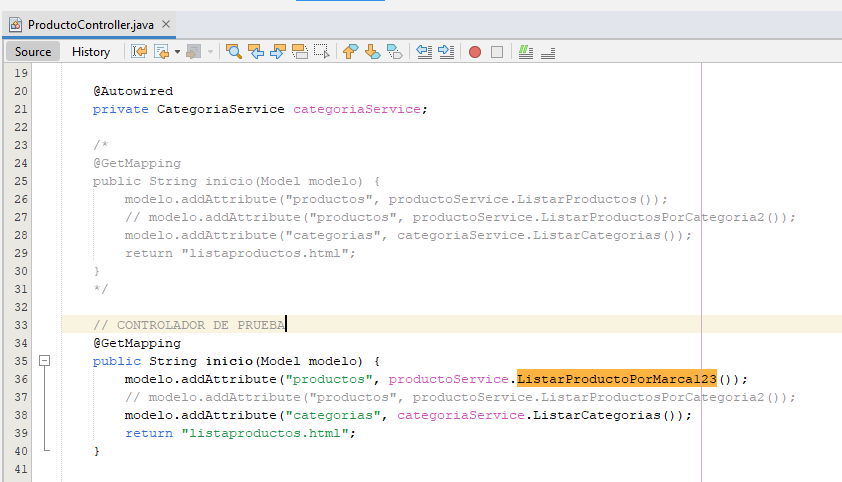 ProductoController.java
Source History
19
20 @Autowired
21 private CategoriaService categoriaService;
22
23 /*
24 @GetMapping
25 public String inicio(Model modelo) {
26 modelo.addAttribute("productos", productoService.ListarProductos());
27 // modelo.addAttribute("productos", productoService.ListarProductosPorCategoria2());
28 modelo.addAttribute("categorias", categoriaService.ListarCategorias());
29 return "listaproductos.html";
30 }
31 */
32
33 // CONTROLADOR DE PRUEBA
34 @GetMapping
35 public String inicio(Model modelo) {
36 modelo.addAttribute("productos", productoService.ListarProductoPorMarca123());
37 // modelo.addAttribute("productos", productoService.ListarProductosPorCategoria2());
38 modelo.addAttribute("categorias", categoriaService.ListarCategorias());
39 return "listaproductos.html";
40 }
41